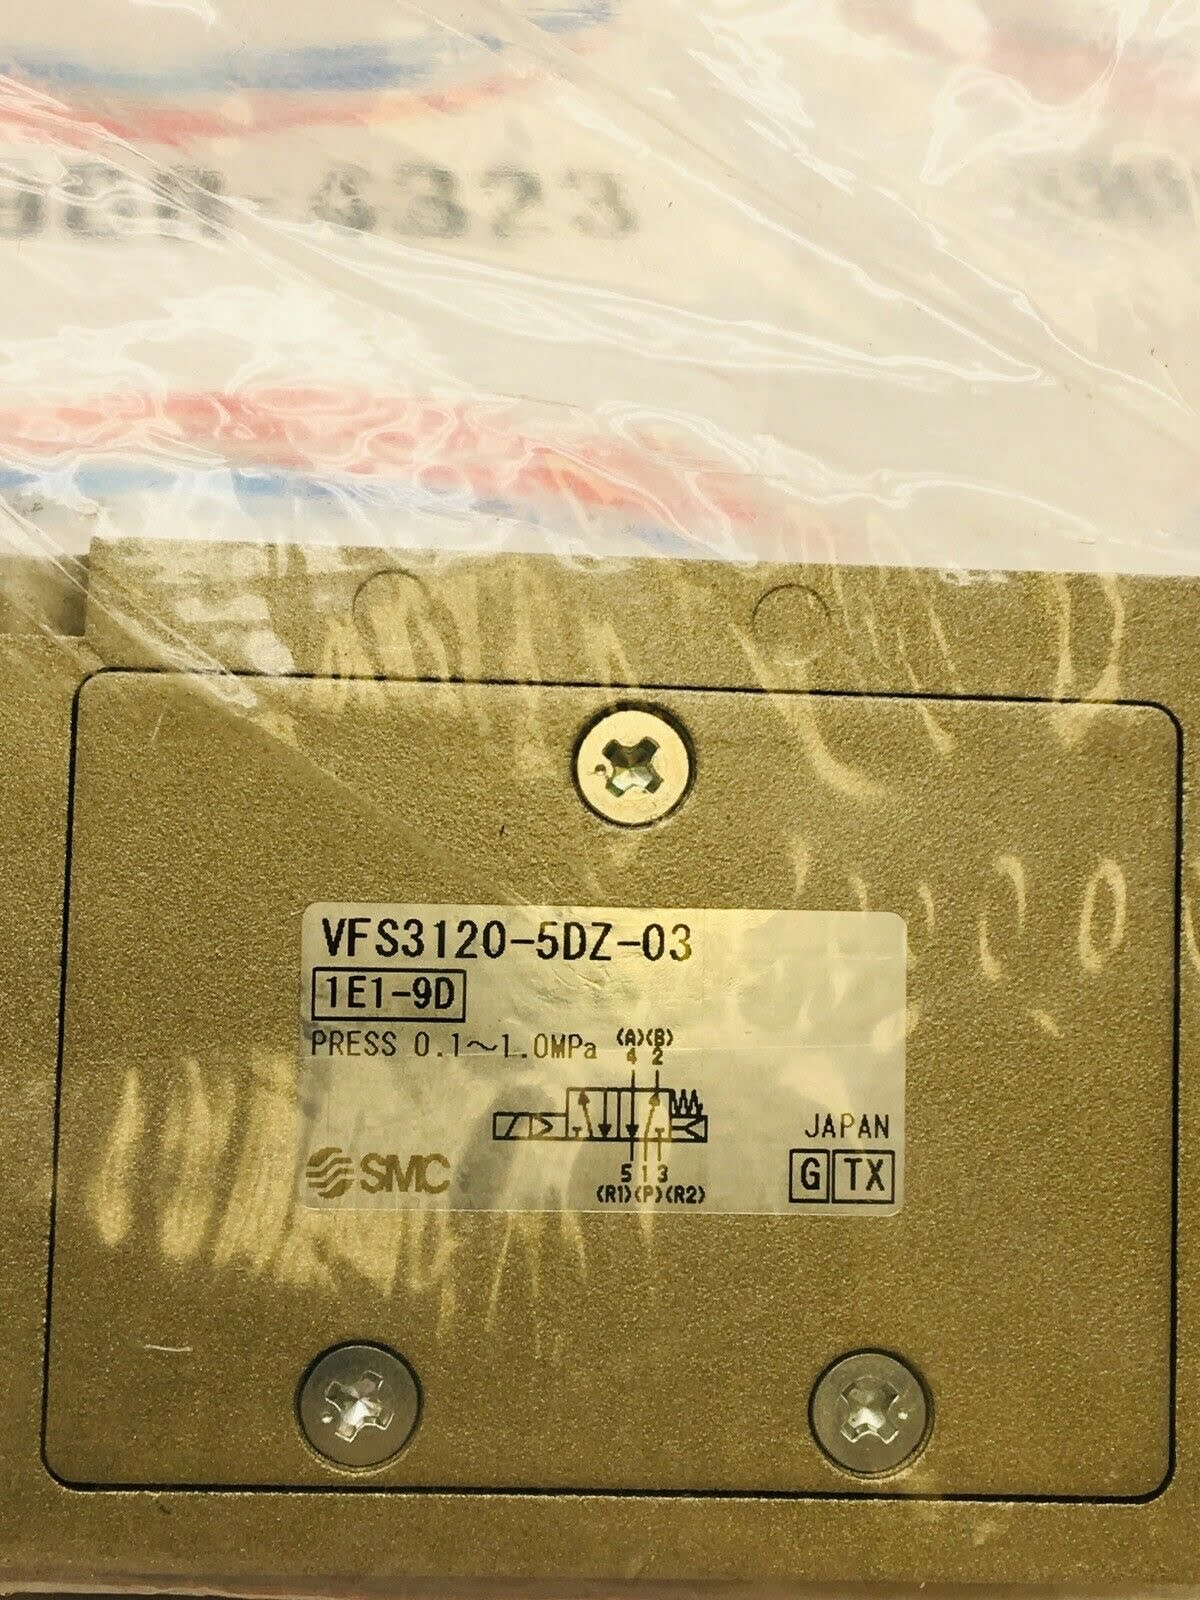 VFS3120-5DZ-03
1E1-9D
PRESS 0.1~1.0MPa
(A)(B)
4 2
5 1 3
(R1)(P)(R2)
SMC
JAPAN
G TX